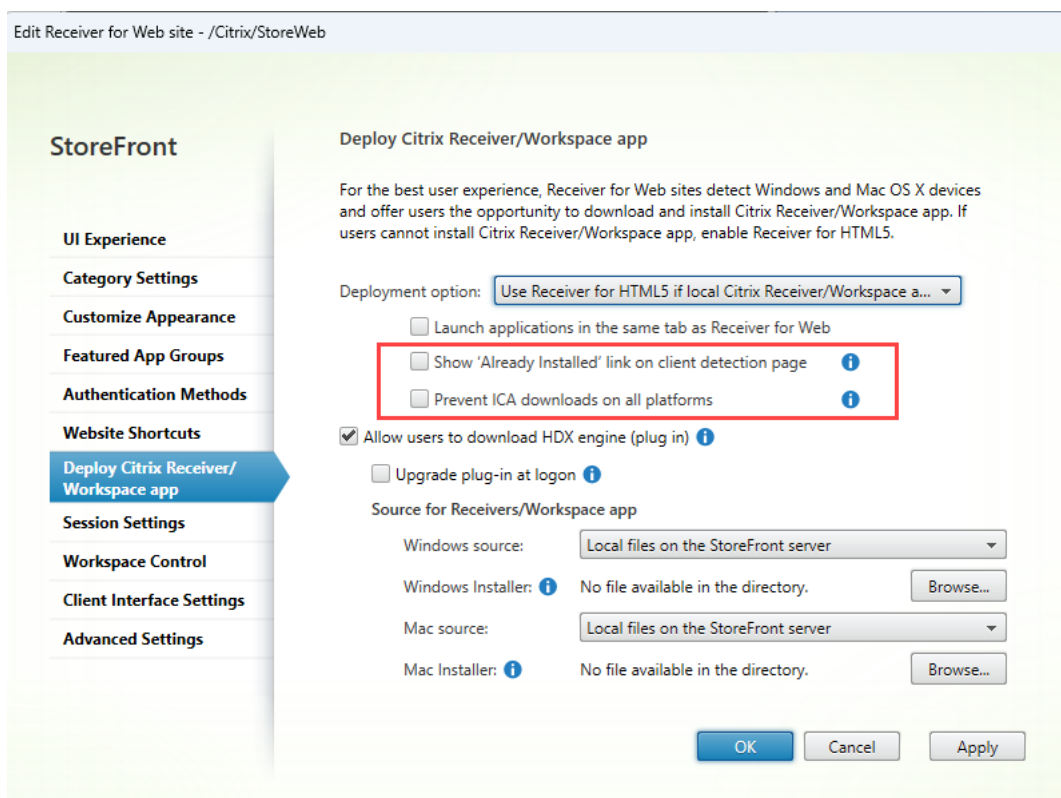 Edit Receiver for Web site - /Citrix/StoreWeb
StoreFront
UI Experience
Category Settings
Customize Appearance
Featured App Groups
Authentication Methods
Website Shortcuts
Deploy Citrix Receiver/
Workspace app
Session Settings
Workspace Control
Client Interface Settings
Advanced Settings
Deploy Citrix Receiver/Workspace app
For the best user experience, Receiver for Web sites detect Windows and Mac OS X devices
and offer users the opportunity to download and install Citrix Receiver/Workspace app. If
users cannot install Citrix Receiver/Workspace app, enable Receiver for HTML5.
Deployment option: Use Receiver for HTML5 if local Citrix Receiver/Workspace a...
Launch applications in the same tab as Receiver for Web
Show ‘Already Installed’ link on client detection page
Prevent ICA downloads on all platforms
Allow users to download HDX engine (plug in)
Upgrade plug-in at logon
Source for Receivers/Workspace app
Windows source: Local files on the StoreFront server
Windows Installer: No file available in the directory. Browse...
Mac source: Local files on the StoreFront server
Mac Installer: No file available in the directory. Browse...
OK Cancel Apply